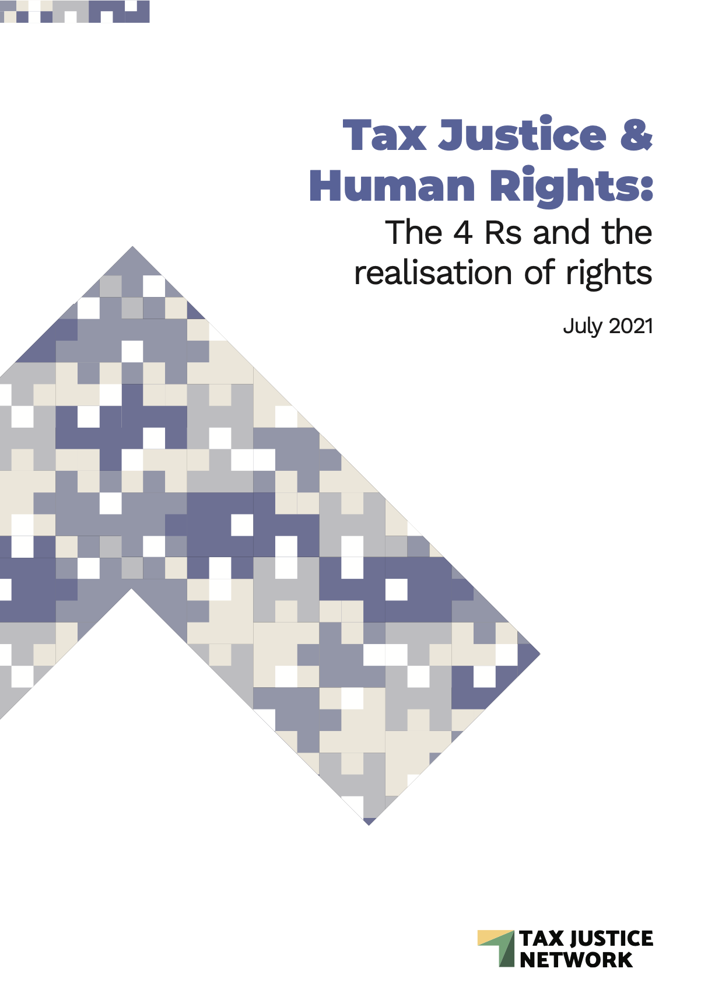 Tax Justice &
Human Rights:
The 4 Rs and the
realisation of rights
July 2021
TAX JUSTICE
NETWORK